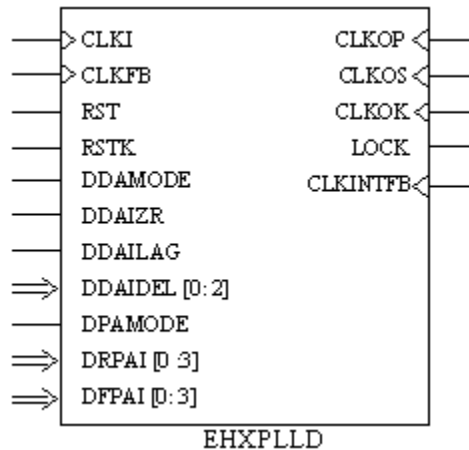 CLKI CLKOP
CLKFB CLKOS
RST CLKOK
RSTK LOCK
DDAMODE CLKINTFB
DDAIZR
DDAILAG
DDAIDEL [0:2]
DPAMODE
DRPAI [0:3]
DFPAI [0:3]
EHXPLLD